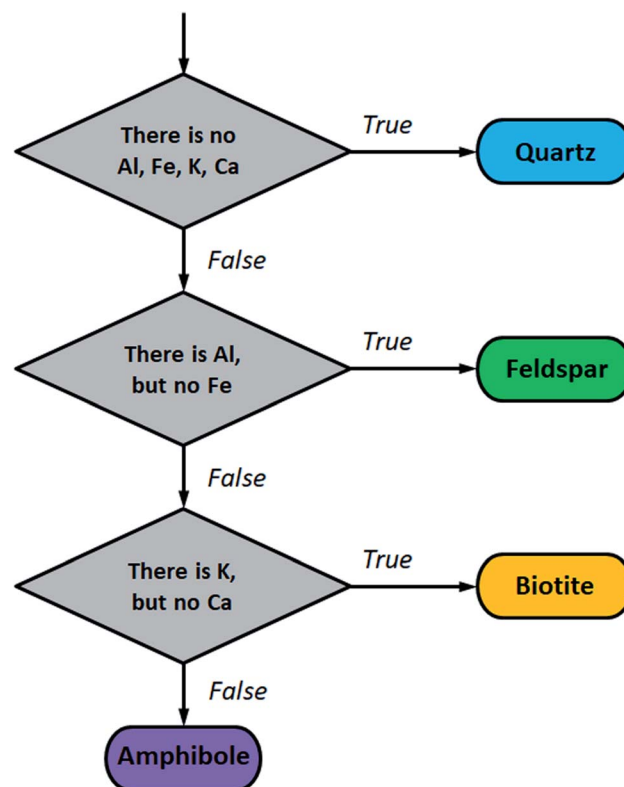 There is no
Al, Fe, K, Ca
True
Quartz
False
There is Al,
but no Fe
True
Feldspar
False
There is K,
but no Ca
True
Biotite
False
Amphibole